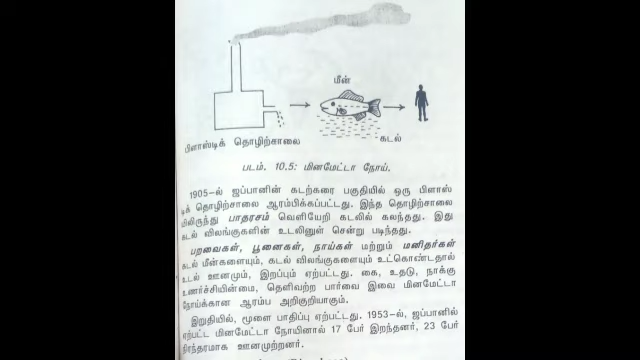 மீன்
பிளாஸ்டிக் தொழிற்சாலை
கடல்
படம். 10.5: மினமேட்டா நோய்.
1905-ல் ஜப்பானின் கடற்கரை பகுதியில் ஒரு பிளாஸ்
டிக் தொழிற்சாலை ஆரம்பிக்கப்பட்டது. இந்த தொழிற்சாலை
யிலிருந்து பாதரசம் வெளியேறி கடலில் கலந்தது. இது
கடல் விலங்குகளின் உடலினுள் சென்று படிந்தது.
பறவைகள், பூனைகள், நாய்கள் மற்றும் மனிதர்கள்
கடல் மீன்களையும், கடல் விலங்குகளையும் உட்கொண்டதால்
உடல் ஊனமும், இறப்பும் ஏற்பட்டது. கை, உதடு, நாக்கு
உணர்ச்சியின்மை, தெளிவற்ற பார்வை இவை மினமேட்டா
நோய்க்கான ஆரம்ப அறிகுறியாகும்.
இறுதியில், மூளை பாதிப்பு ஏற்பட்டது. 1953-ல், ஜப்பானில்
ஏற்பட்ட மினமேட்டா நோயினால் 17 பேர் இறந்தனர், 23 பேர்
நிரந்தரமாக ஊனமுற்றனர்.